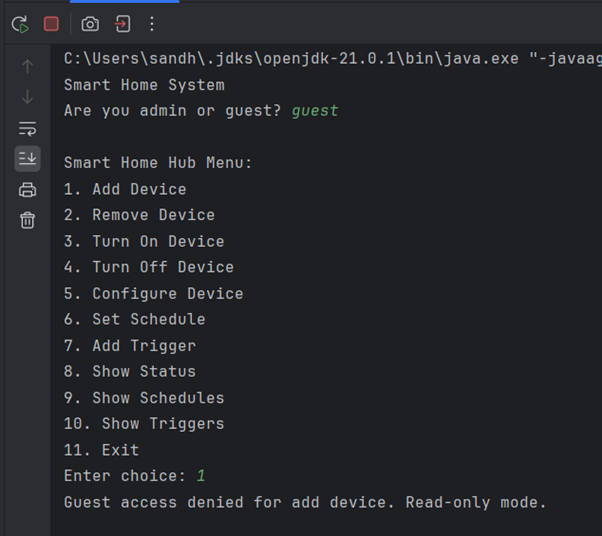 C:\Users\sandh\.jdks\openjdk-21.0.1\bin\java.exe "-javaag
Smart Home System
Are you admin or guest? guest
Smart Home Hub Menu:
1. Add Device
2. Remove Device
3. Turn On Device
4. Turn Off Device
5. Configure Device
6. Set Schedule
7. Add Trigger
8. Show Status
9. Show Schedules
10. Show Triggers
11. Exit
Enter choice: 1
Guest access denied for add device. Read-only mode.